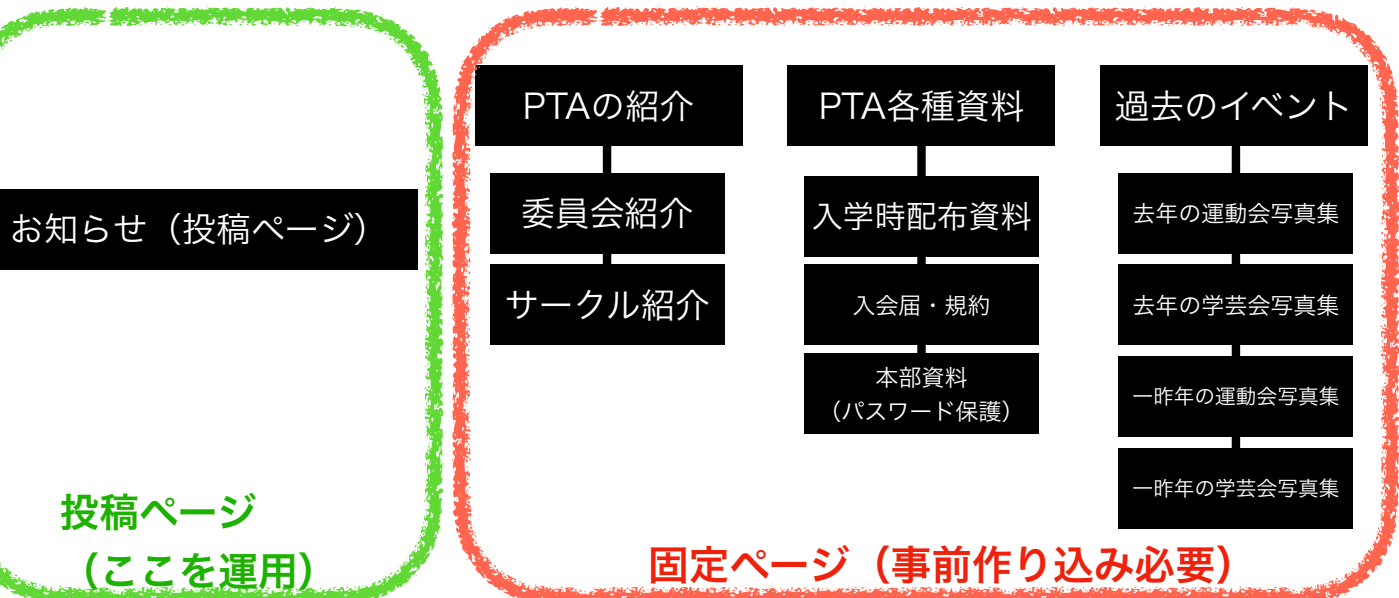 お知らせ（投稿ページ）
投稿ページ
（ここを運用）
PTAの紹介
委員会紹介
サークル紹介
PTA各種資料
入学時配布資料
入会届・規約
本部資料
（パスワード保護）
過去のイベント
去年の運動会写真集
去年の学芸会写真集
一昨年の運動会写真集
一昨年の学芸会写真集
固定ページ（事前作り込み必要）